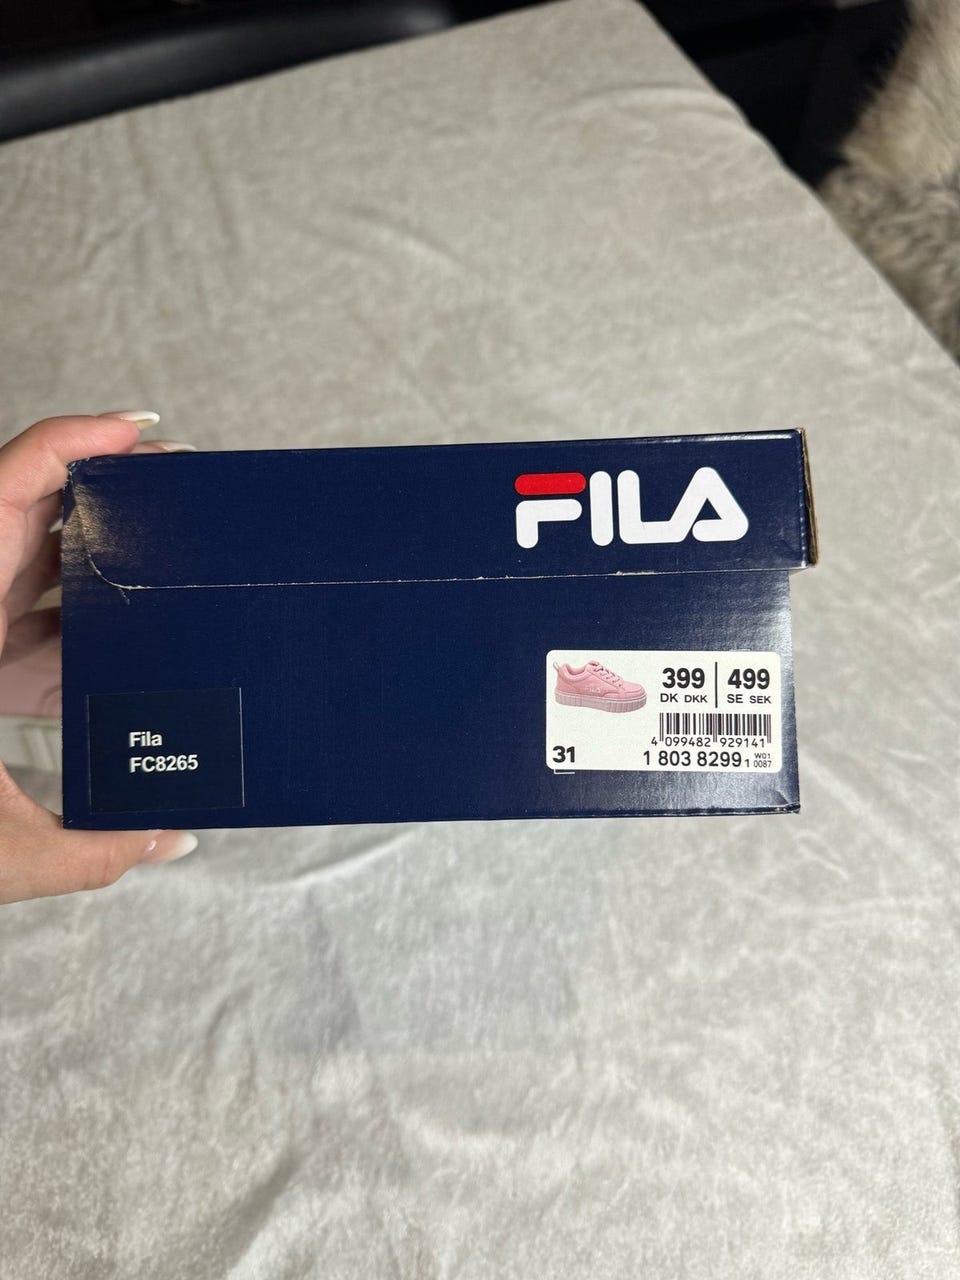 FILA
399 | 499
DK DKK SE SEK
4 099482 929141
31
1 803 8299 1 W01 0087
Fila
FC8265